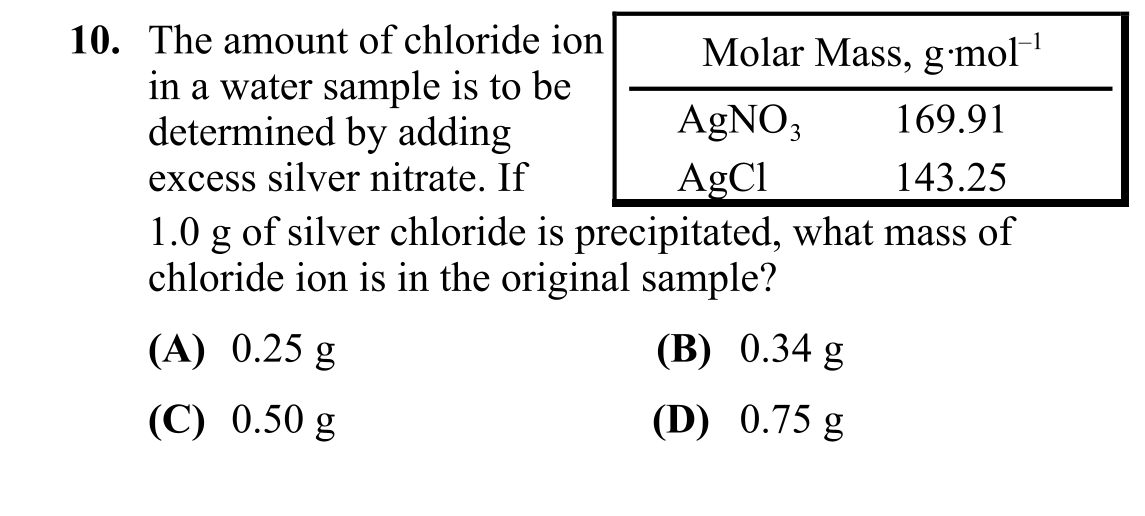 10. The amount of chloride ion
in a water sample is to be
determined by adding
excess silver nitrate. If
Molar Mass, g·mol⁻¹
AgNO₃ 169.91
AgCl 143.25
1.0 g of silver chloride is precipitated, what mass of
chloride ion is in the original sample?
(A) 0.25 g (B) 0.34 g
(C) 0.50 g (D) 0.75 g